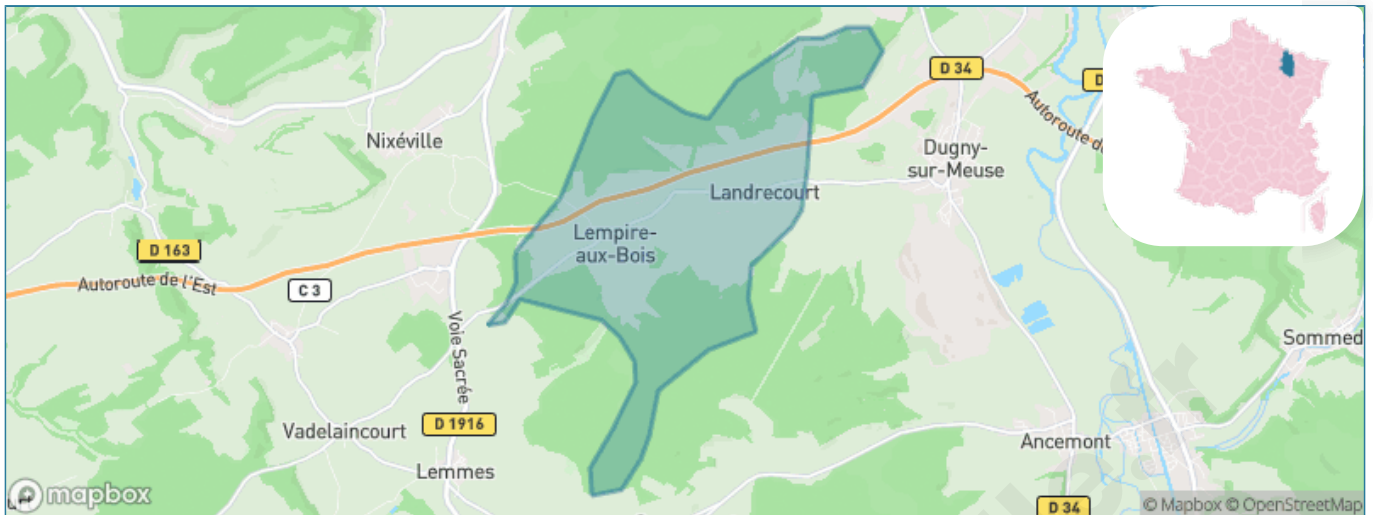 D 34
D
Autoroute de
Nixéville
Dugny-
sur-Meuse
Landrecourt
Lempire-
aux-Bois
D 163
Autoroute de l'Est
C 3
Voie Sacrée
Sommed
Vadelaincourt
D 1916
Ancemont
Lemmes
mapbox
D 34
© Mapbox © OpenStreetMap